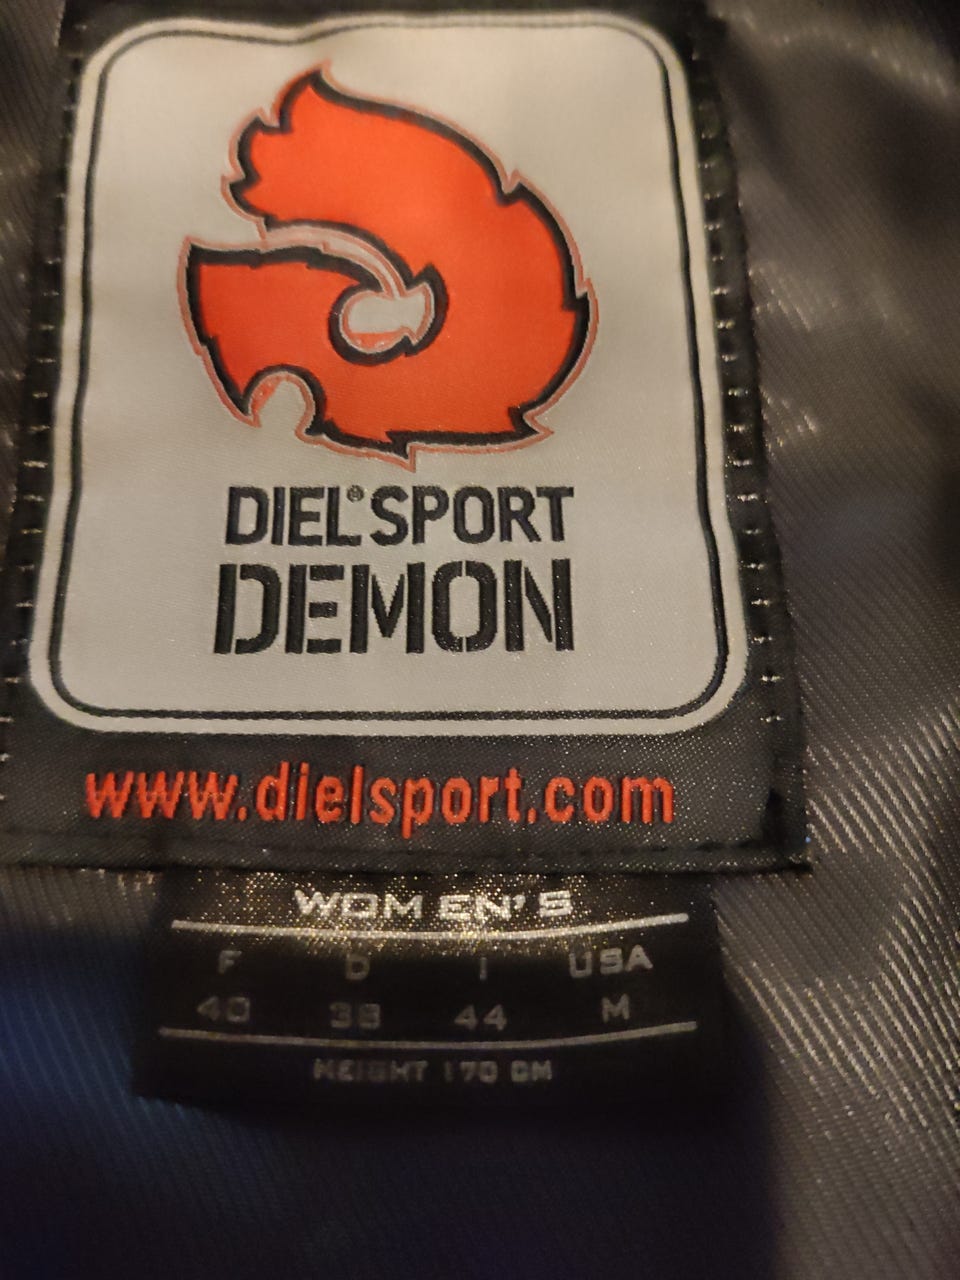 DIEL® SPORT
DEMON
www.dielsport.com
WOMEN'S
F D I USA
40 38 44 M
HEIGHT 170 CM